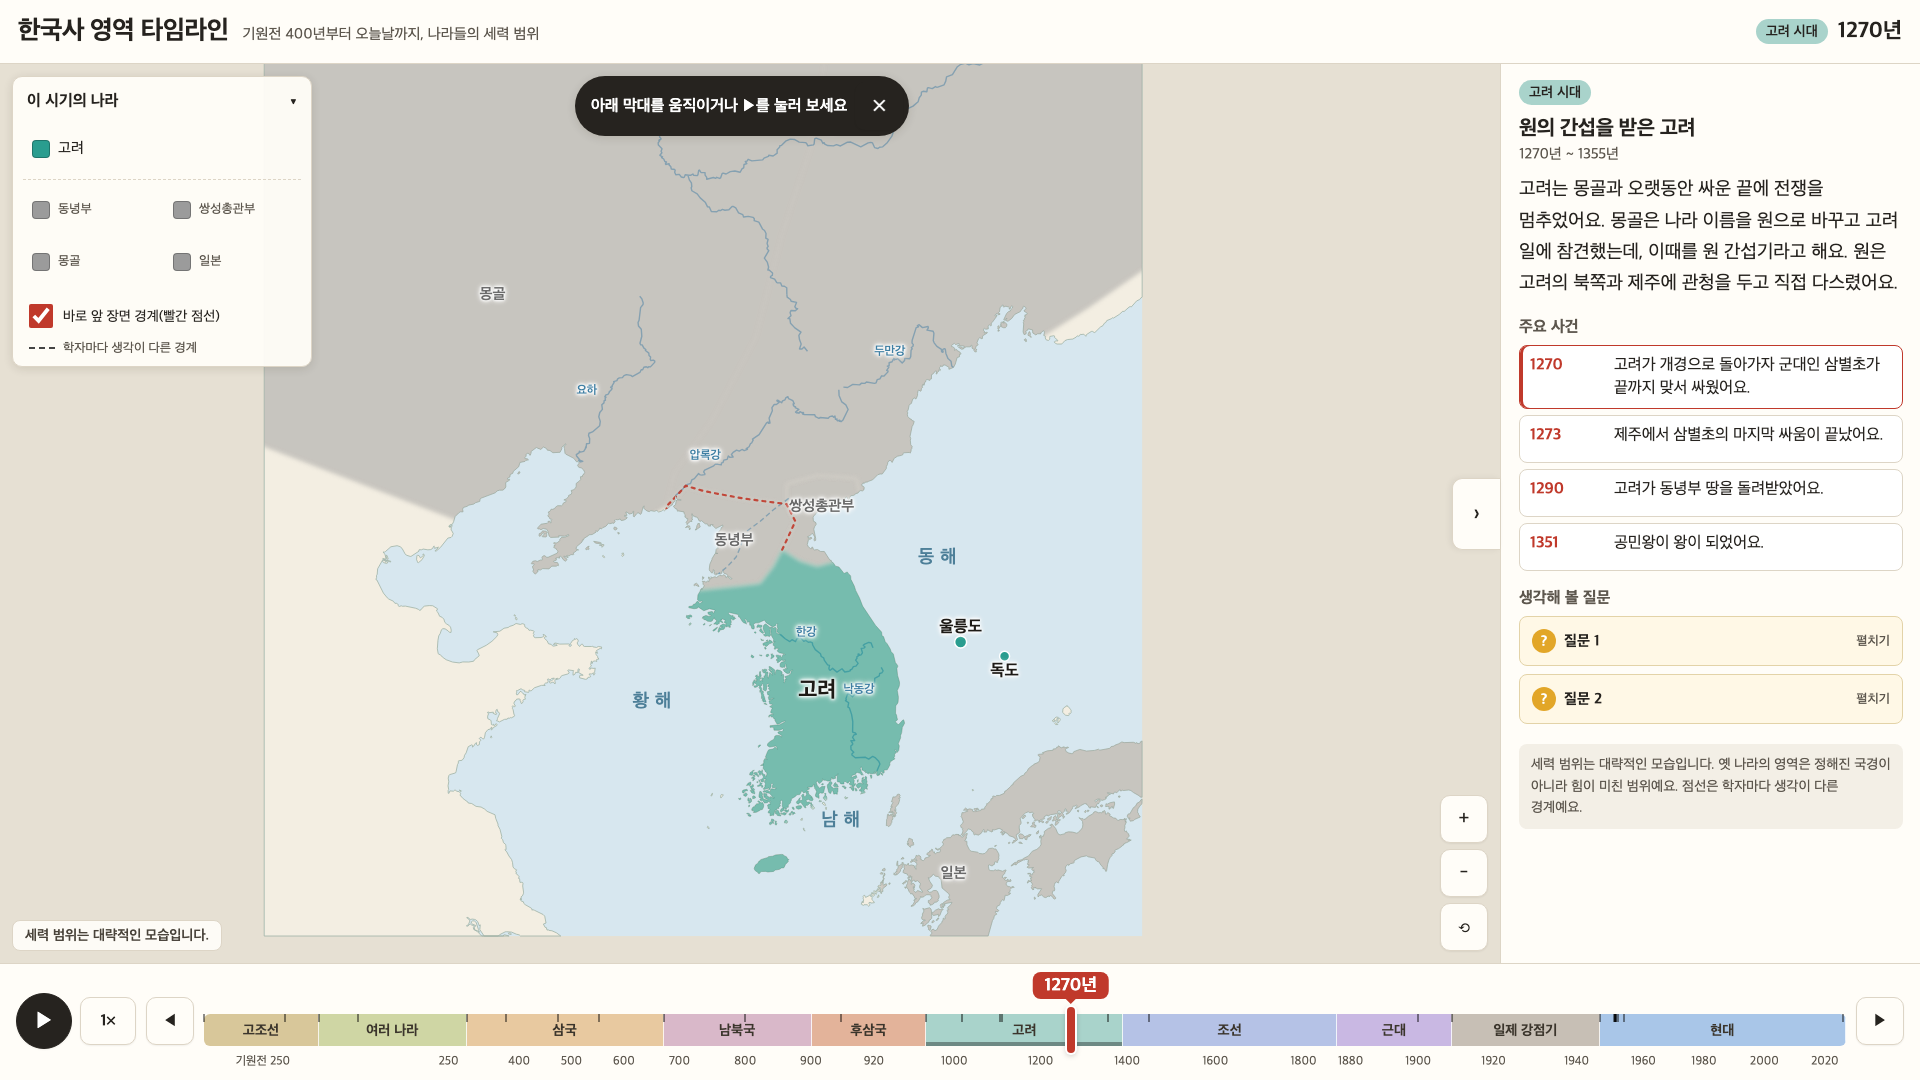 한국사 영역 타임라인
기원전 400년부터 오늘날까지, 나라들의 세력 범위
고려 시대
1270년
이 시기의 나라
고려
동녕부
쌍성총관부
몽골
일본
바로 앞 장면 경계(빨간 점선)
학자마다 생각이 다른 경계
아래 막대를 움직이거나 ▶를 눌러 보세요 ✕
몽골
두만강
요하
압록강
쌍성총관부
동녕부
동해
울릉도
한강
독도
고려
낙동강
황해
남해
일본
세력 범위는 대략적인 모습입니다.
+
−
고려 시대
원의 간섭을 받은 고려
1270년 ~ 1355년
고려는 몽골과 오랫동안 싸운 끝에 전쟁을
멈추었어요. 몽골은 나라 이름을 원으로 바꾸고 고려
일에 참견했는데, 이때를 원 간섭기라고 해요. 원은
고려의 북쪽과 제주에 관청을 두고 직접 다스렸어요.
주요 사건
1270 고려가 개경으로 돌아가자 군대인 삼별초가
끝까지 맞서 싸웠어요.
1273 제주에서 삼별초의 마지막 싸움이 끝났어요.
1290 고려가 동녕부 땅을 돌려받았어요.
1351 공민왕이 왕이 되었어요.
생각해 볼 질문
? 질문 1 펼치기
? 질문 2 펼치기
세력 범위는 대략적인 모습입니다. 옛 나라의 영역은 정해진 국경이
아니라 힘이 미친 범위예요. 점선은 학자마다 생각이 다른
경계예요.
1270년
1×
고조선 여러 나라 삼국 남북국 후삼국 고려 조선 근대 일제 강점기 현대
기원전 250 250 400 500 600 700 800 900 920 1000 1200 1400 1600 1800 1880 1900 1920 1940 1960 1980 2000 2020